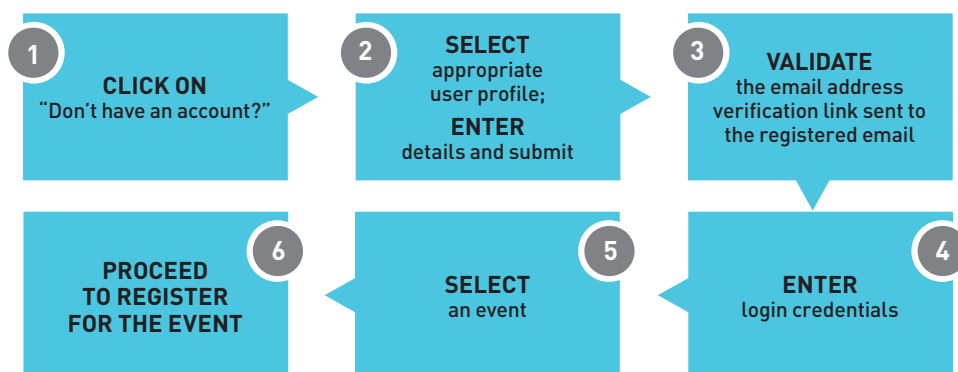 1
CLICK ON
“Don’t have an account?”
2
SELECT
appropriate
user profile;
ENTER
details and submit
3
VALIDATE
the email address
verification link sent to
the registered email
4
ENTER
login credentials
5
SELECT
an event
6
PROCEED
TO REGISTER
FOR THE EVENT